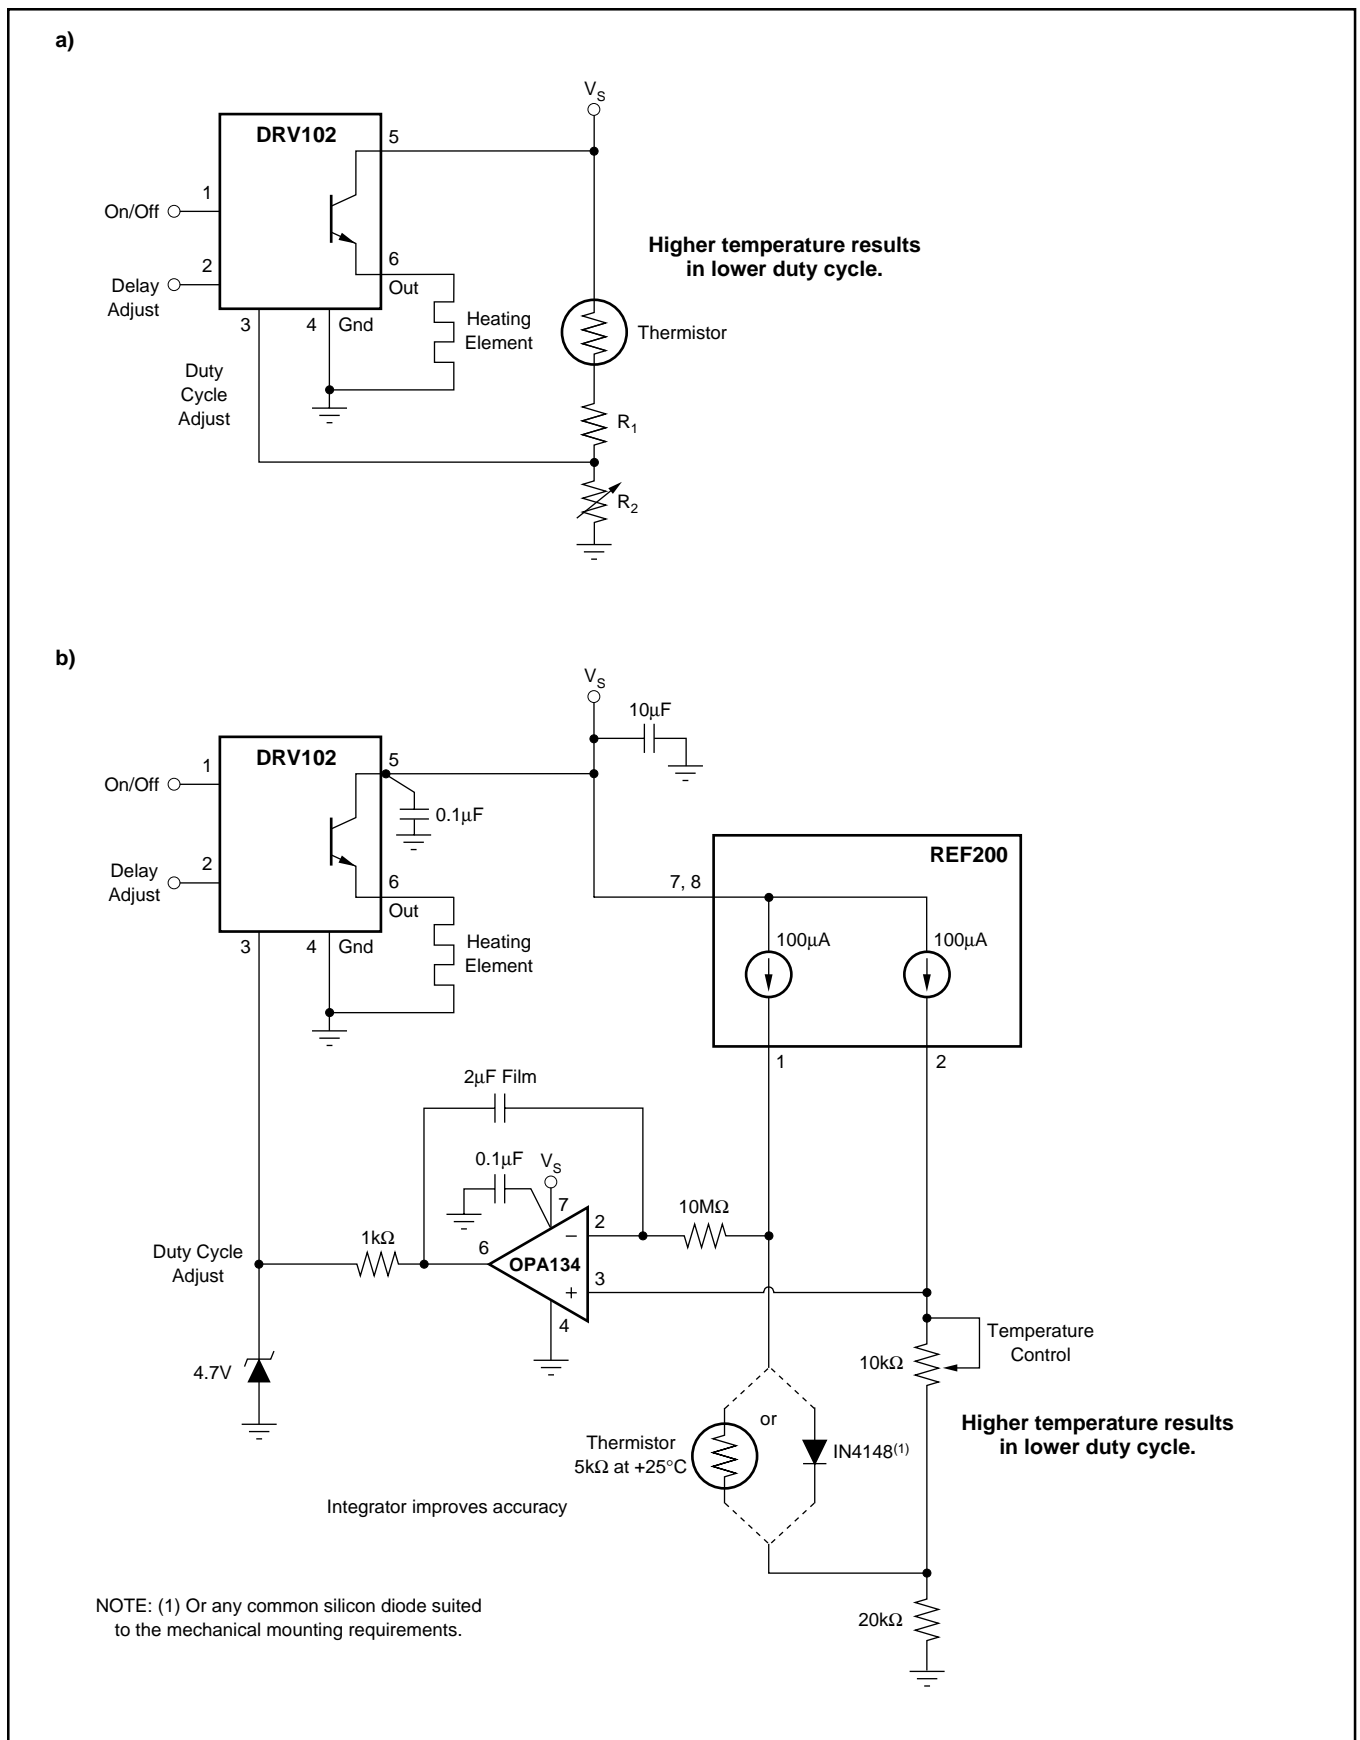 a)
V_S
DRV102
5
1
On/Off
Higher temperature results
in lower duty cycle.
6
2
Delay
Adjust
Out
Heating
Element
3
4
Gnd
Thermistor
Duty
Cycle
Adjust
R_1
R_2
b)
V_S
10µF
DRV102
5
1
On/Off
0.1µF
REF200
2
Delay
Adjust
6
7, 8
Out
100µA
100µA
3
4
Gnd
Heating
Element
1
2
2µF Film
0.1µF
V_S
7
10MΩ
2
1kΩ
6
–
OPA134
Duty Cycle
Adjust
3
+
4
Temperature
Control
10kΩ
4.7V
or
Higher temperature results
in lower duty cycle.
Thermistor
5kΩ at +25°C
IN4148(1)
Integrator improves accuracy
NOTE: (1) Or any common silicon diode suited
to the mechanical mounting requirements.
20kΩ